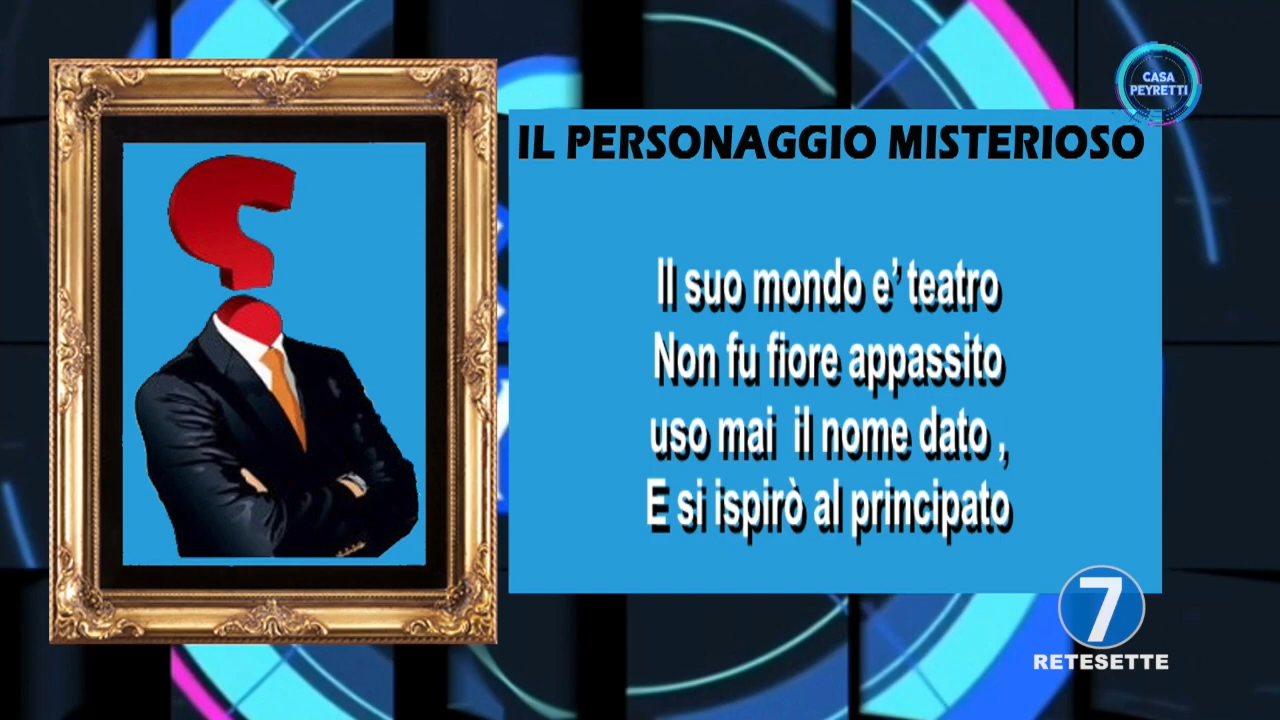 CASA
PEYRETTI
IL PERSONAGGIO MISTERIOSO
Il suo mondo e' teatro
Non fu fiore appassito
uso mai il nome dato ,
E si ispirò al principato
7
RETESETTE